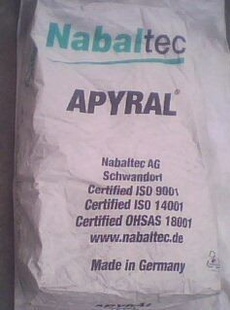 Nabaltec
APYRAL®
Nabaltec AG
Schwandorf
Certified ISO 9001
Certified ISO 14001
Certified OHSAS 18001
www.nabaltec.de
Made in Germany
APYRAL